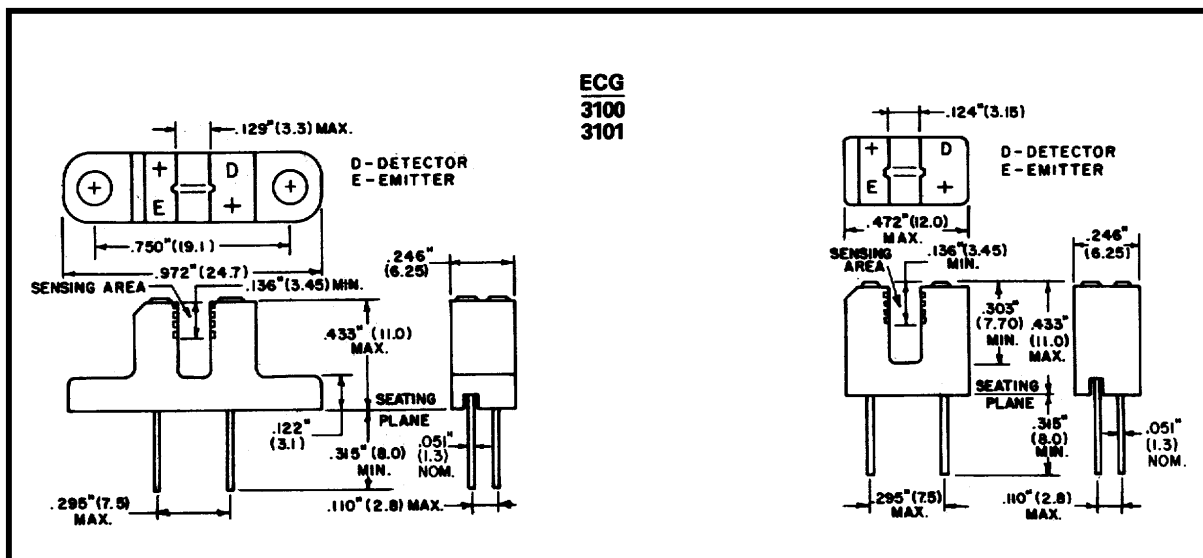 ECG
3100
3101
.129"(3.3) MAX.
+ D
E +
D-DETECTOR
E-EMITTER
.750"(19.1)
.972"(24.7)
SENSING AREA
.136"(3.45) MIN.
.246"
(6.25)
.433" (11.0)
MAX.
SEATING
PLANE
.122"
(3.1)
.315"(8.0)
MIN.
.051"
(1.3)
NOM.
.295"(7.5)
MAX.
.110"(2.8) MAX.
.124"(3.15)
+ D
E +
D-DETECTOR
E-EMITTER
.472"(12.0)
MAX.
SENSING
AREA
.136"(3.45)
MIN.
.246"
(6.25)
.303"
(7.70)
MIN.
.433"
(11.0)
MAX.
SEATING
PLANE
.315"
(8.0)
MIN.
.051"
(1.3)
NOM.
.295"(7.5)
MAX.
.110"(2.8)
MAX.